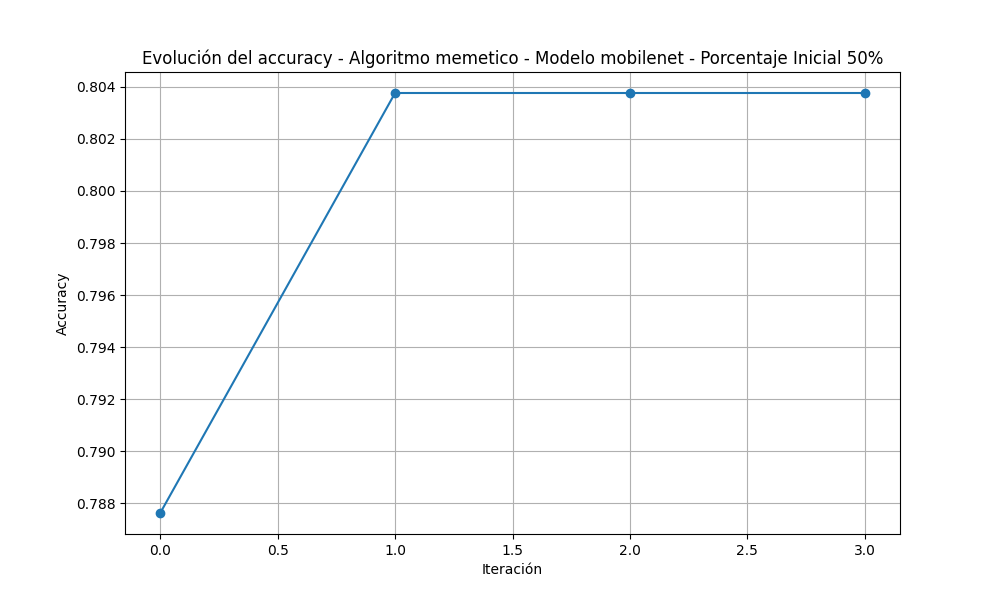 Evolución del accuracy - Algoritmo memetico - Modelo mobilenet - Porcentaje Inicial 50%
0.804
0.802
0.800
0.798
0.796
0.794
0.792
0.790
0.788
Accuracy
0.0 0.5 1.0 1.5 2.0 2.5 3.0
Iteración